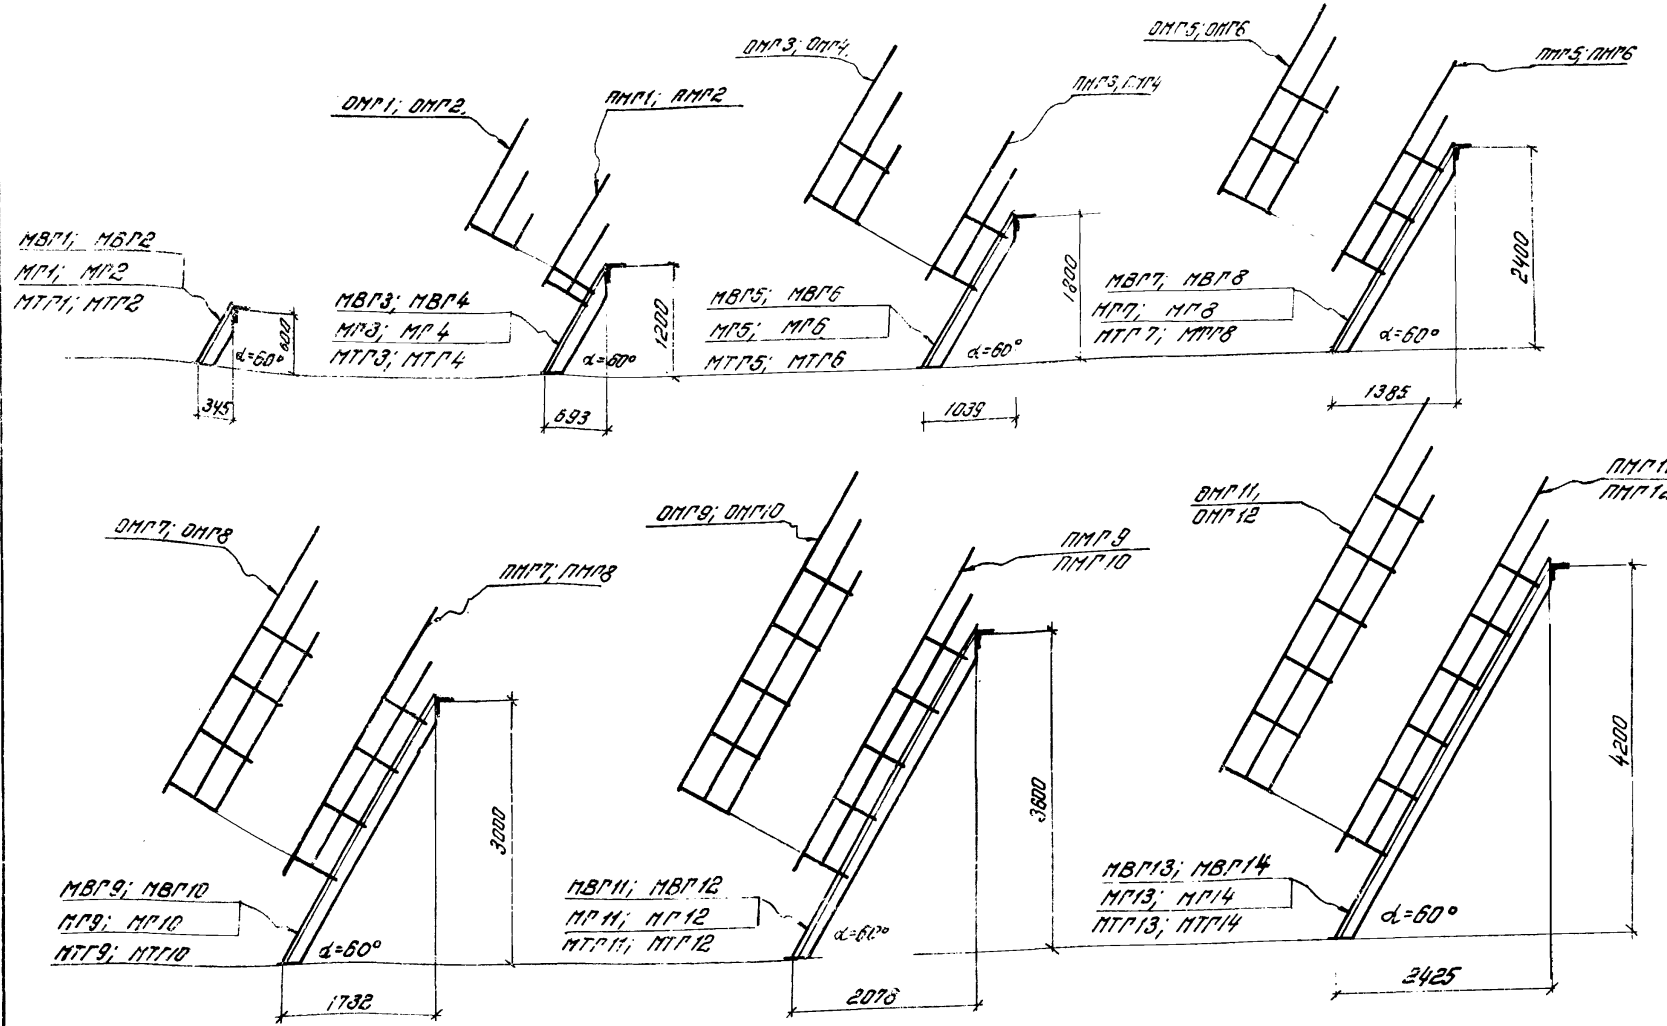 МВГ1; МВГ2
МГ1; МГ2
МТГ1; МТГ2
α=60°
600
345
ОМГ1; ОМГ2.
ПМГ1; ПМГ2
МВГ3; МВГ4
МГ3; МГ4
МТГ3; МТГ4
α=60°
1200
693
ОМГ3; ОМГ4.
ПМГ3; ПМГ4
МВГ5; МВГ6
МГ5; МГ6
МТГ5; МТГ6
α=60°
1800
1039
ОМГ5; ОМГ6
ПМГ5; ПМГ6
МВГ7; МВГ8
МГ7; МГ8
МТГ7; МТГ8
α=60°
2400
1385
ОМГ7; ОМГ8
ПМГ7; ПМГ8
МВГ9; МВГ10
МГ9; МГ10
МТГ9; МТГ10
α=60°
3000
1732
ОМГ9; ОМГ10
ПМГ9
ПМГ10
МВГ11; МВГ12
МГ11; МГ12
МТГ11; МТГ12
α=60°
3600
2078
ОМГ11,
ОМГ12
ПМГ1
ПМГ12
МВГ13; МВГ14
МГ13; МГ14
МТГ13; МТГ14
α=60°
4200
2425